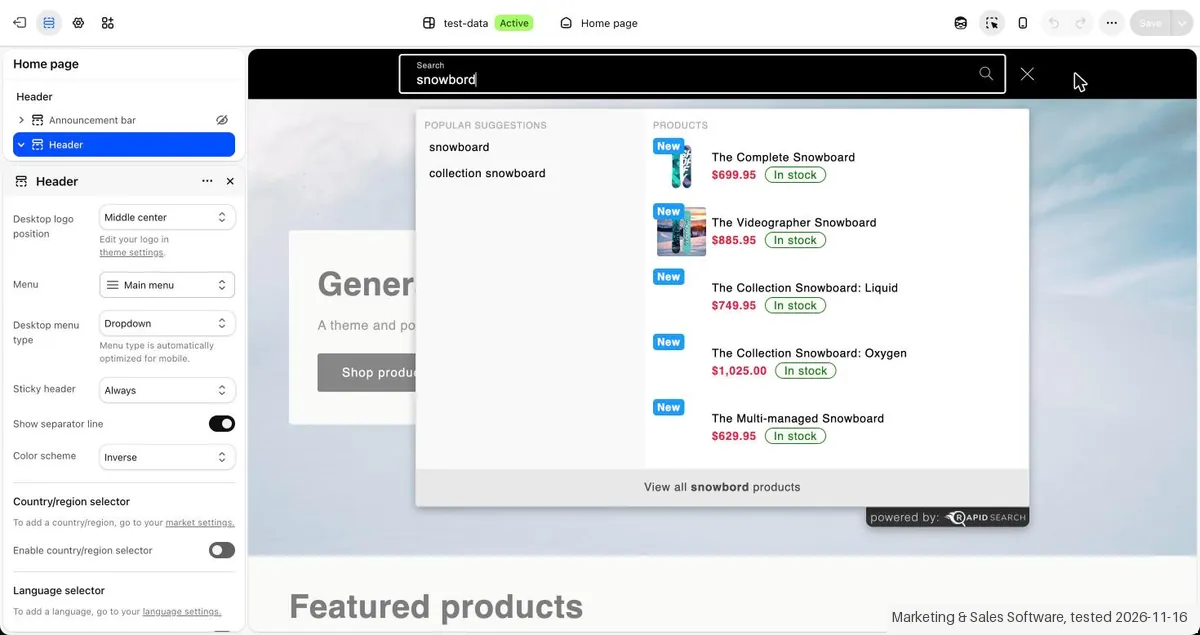 test-data Active Home page Save
Home page
Header
Announcement bar
Header
Header
Desktop logo position
Middle center
Edit your logo in theme settings.
Menu
Main menu
Desktop menu type
Dropdown
Menu type is automatically optimized for mobile.
Sticky header
Always
Show separator line
Color scheme
Inverse
Country/region selector
To add a country/region, go to your market settings.
Enable country/region selector
Language selector
To add a language, go to your language settings.
Search
snowbord
POPULAR SUGGESTIONS
snowboard
collection snowboard
PRODUCTS
New
The Complete Snowboard
$699.95 In stock
New
The Videographer Snowboard
$885.95 In stock
New
The Collection Snowboard: Liquid
$749.95 In stock
New
The Collection Snowboard: Oxygen
$1,025.00 In stock
New
The Multi-managed Snowboard
$629.95 In stock
View all snowbord products
powered by: RAPID SEARCH
A theme and
Featured products
Marketing & Sales Software, tested 2026-11-16